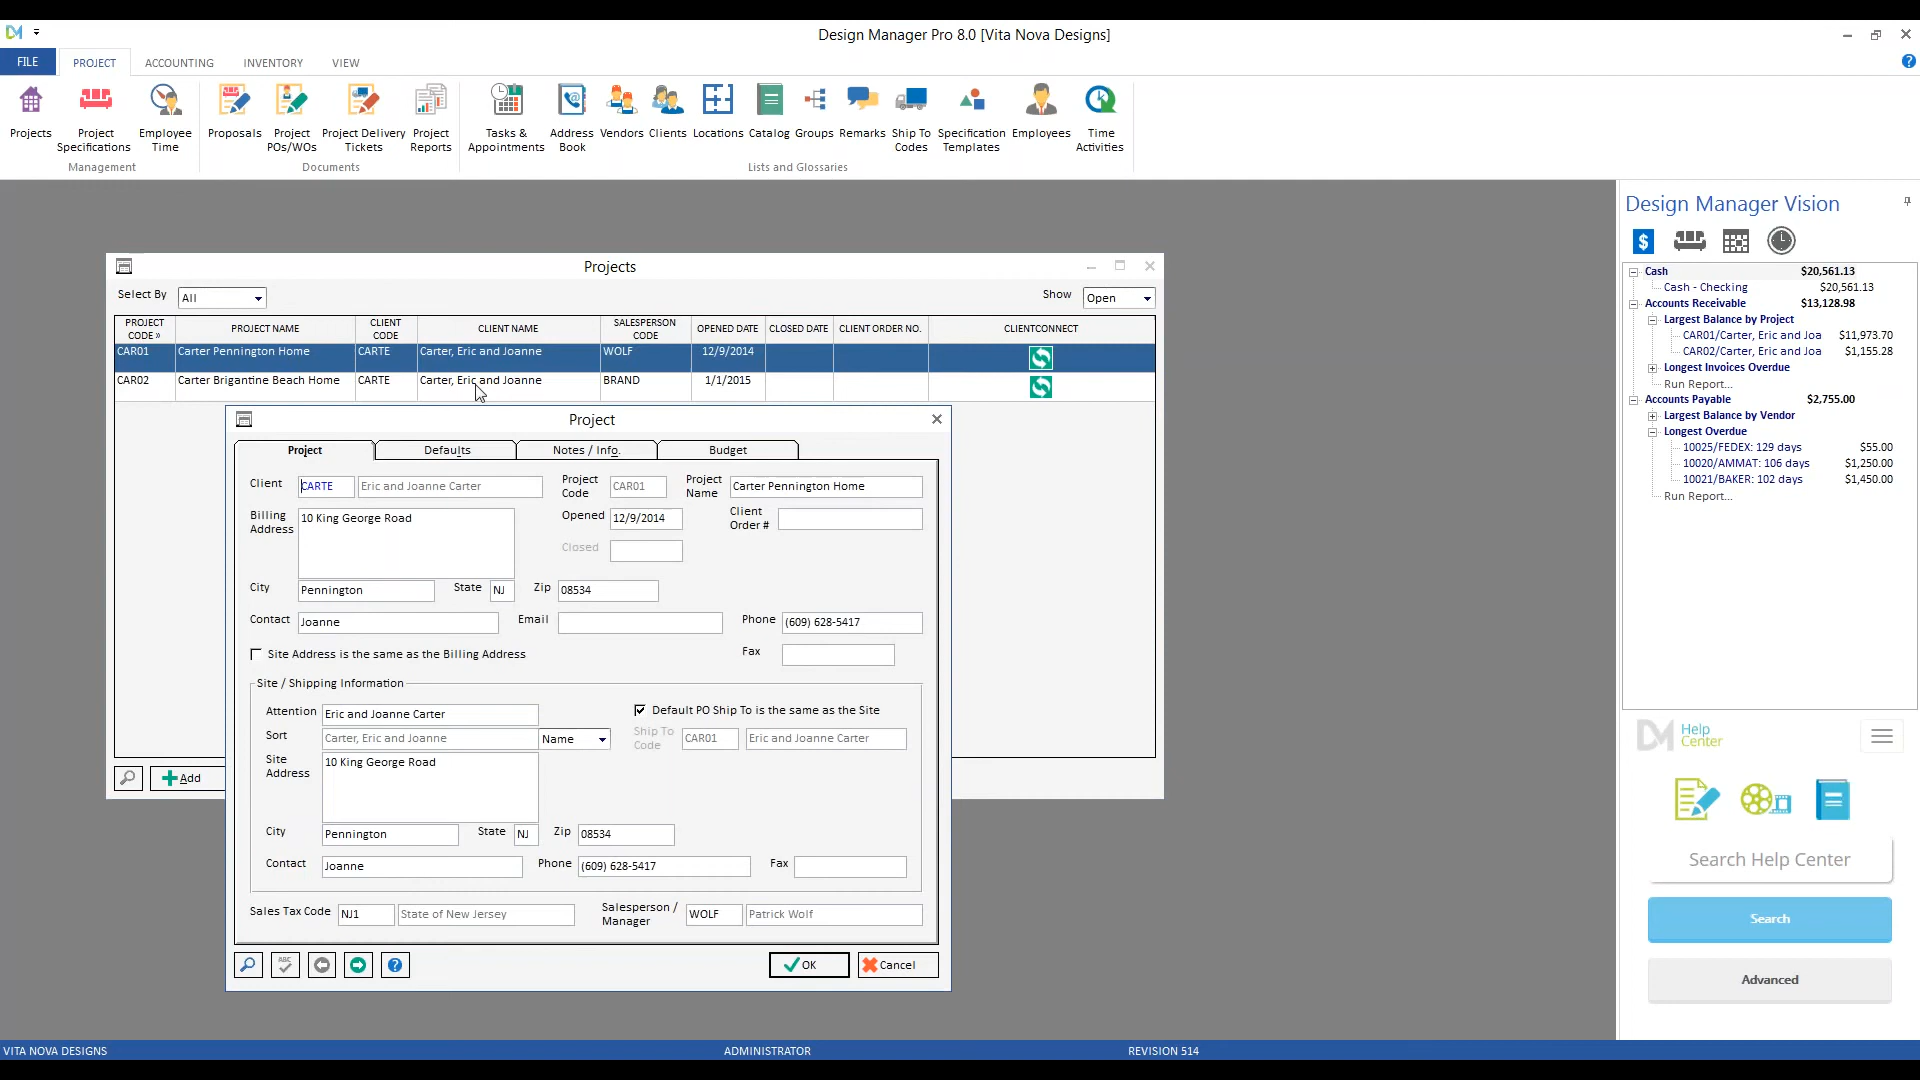 Design Manager Pro 8.0 [Vita Nova Designs]
FILE
PROJECT
ACCOUNTING
INVENTORY
VIEW
Projects
Project Specifications
Employee Time
Proposals
Project POs/WOs
Project Delivery Tickets
Project Reports
Tasks & Appointments
Address Book
Vendors
Clients
Locations
Catalog
Groups
Remarks
Ship To Codes
Specification Templates
Employees
Time Activities
Management
Documents
Lists and Glossaries
Projects
Select By All
Show Open
PROJECT CODE »
PROJECT NAME
CLIENT CODE
CLIENT NAME
SALESPERSON CODE
OPENED DATE
CLOSED DATE
CLIENT ORDER NO.
CLIENTCONNECT
CAR01 Carter Pennington Home CARTE Carter, Eric and Joanne WOLF 12/9/2014
CAR02 Carter Brigantine Beach Home CARTE Carter, Eric and Joanne BRAND 1/1/2015
Add
Project
Project
Defaults
Notes / Info.
Budget
Client CARTE Eric and Joanne Carter
Project Code CAR01
Project Name Carter Pennington Home
Billing Address 10 King George Road
Opened 12/9/2014
Client Order #
Closed
City Pennington State NJ Zip 08534
Contact Joanne Email Phone (609) 628-5417
Site Address is the same as the Billing Address
Fax
Site / Shipping Information
Attention Eric and Joanne Carter
Default PO Ship To is the same as the Site
Sort Carter, Eric and Joanne Name
Ship To Code CAR01 Eric and Joanne Carter
Site Address 10 King George Road
City Pennington State NJ Zip 08534
Contact Joanne Phone (609) 628-5417 Fax
Sales Tax Code NJ1 State of New Jersey
Salesperson / Manager WOLF Patrick Wolf
ABC
?
OK
Cancel
?
Design Manager Vision
$
Cash $20,561.13
Cash - Checking $20,561.13
Accounts Receivable $13,128.98
Largest Balance by Project
CAR01/Carter, Eric and Joa $11,973.70
CAR02/Carter, Eric and Joa $1,155.28
Longest Invoices Overdue
Run Report...
Accounts Payable $2,755.00
Largest Balance by Vendor
Longest Overdue
10025/FEDEX: 129 days $55.00
10020/AMMAT: 106 days $1,250.00
10021/BAKER: 102 days $1,450.00
Run Report...
DM Help Center
Search Help Center
Search
Advanced
VITA NOVA DESIGNS
ADMINISTRATOR
REVISION 514